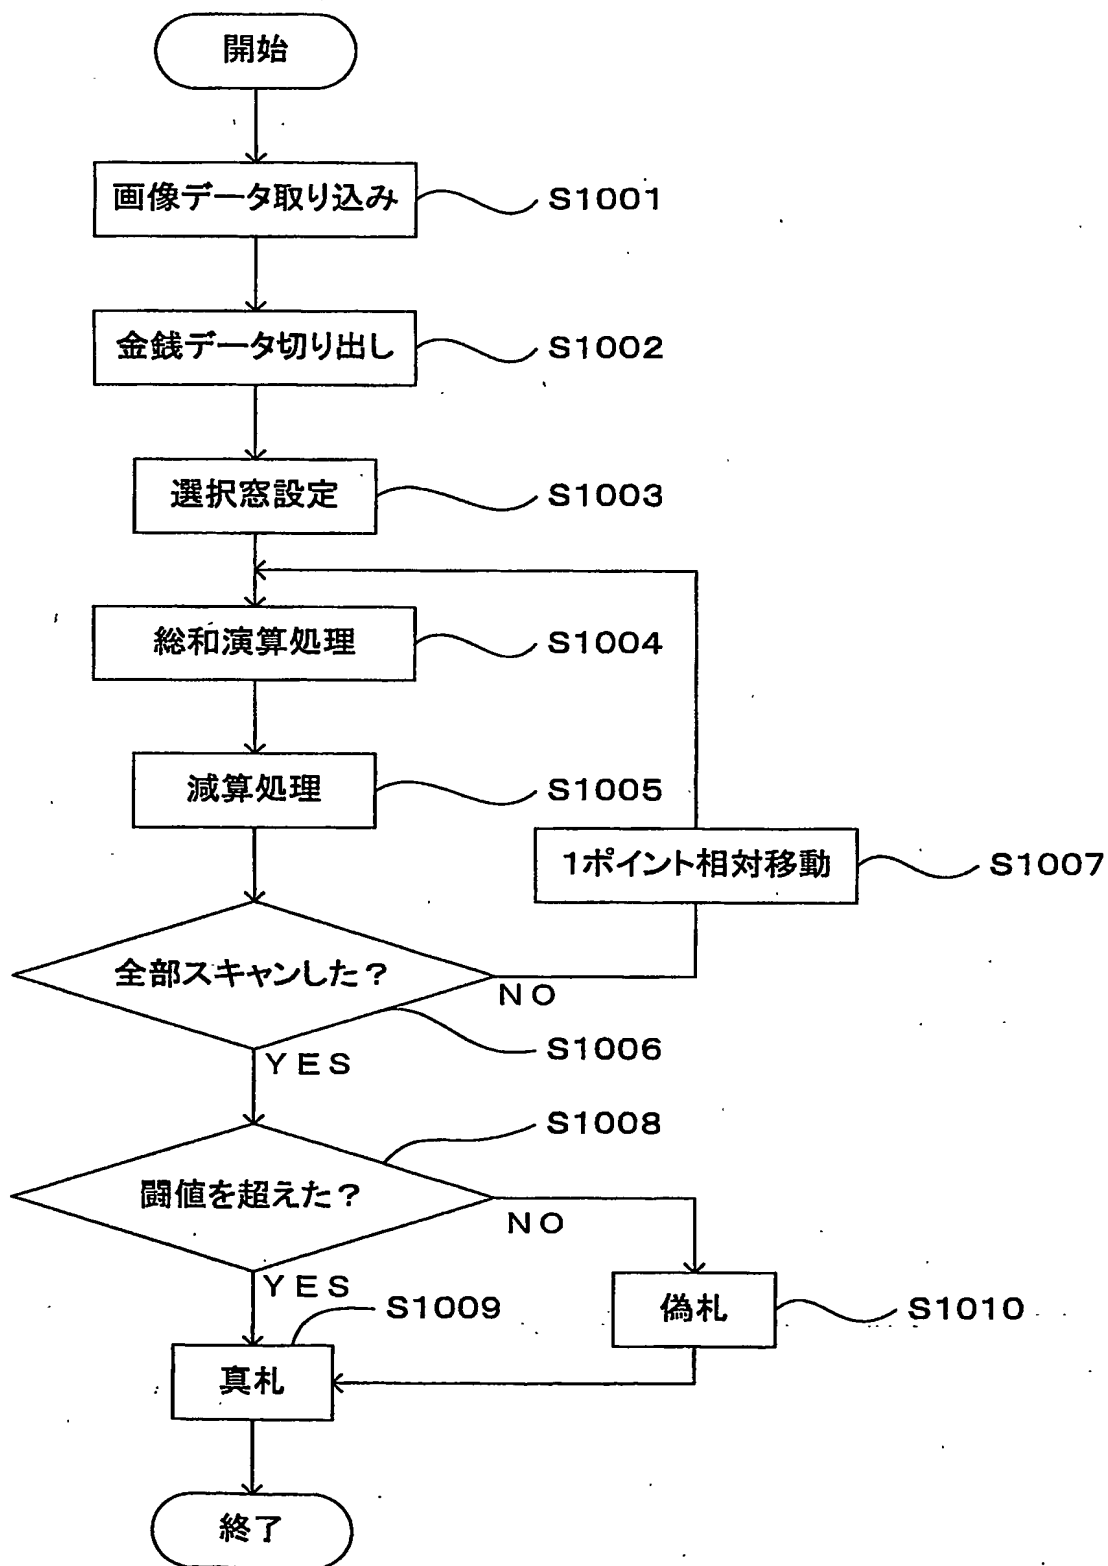 開始
画像データ取り込み
S1001
金銭データ切り出し
S1002
選択窓設定
S1003
総和演算処理
S1004
減算処理
S1005
1ポイント相対移動
S1007
全部スキャンした?
NO
S1006
YES
S1008
闘値を超えた?
NO
YES
S1009
偽札
S1010
真札
終了